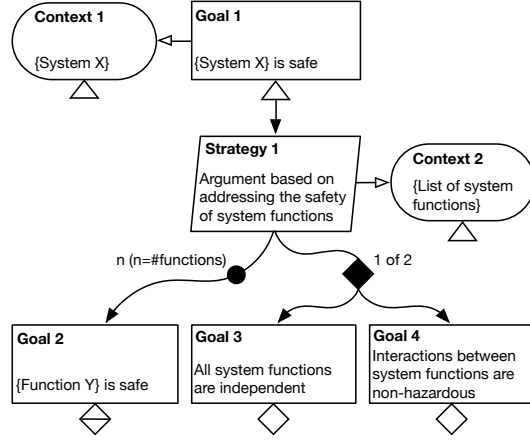 Context 1
{System X}
Goal 1
{System X} is safe
Strategy 1
Argument based on
addressing the safety
of system functions
Context 2
{List of system
functions}
n (n=#functions)
1 of 2
Goal 2
{Function Y} is safe
Goal 3
All system functions
are independent
Goal 4
Interactions between
system functions are
non-hazardous